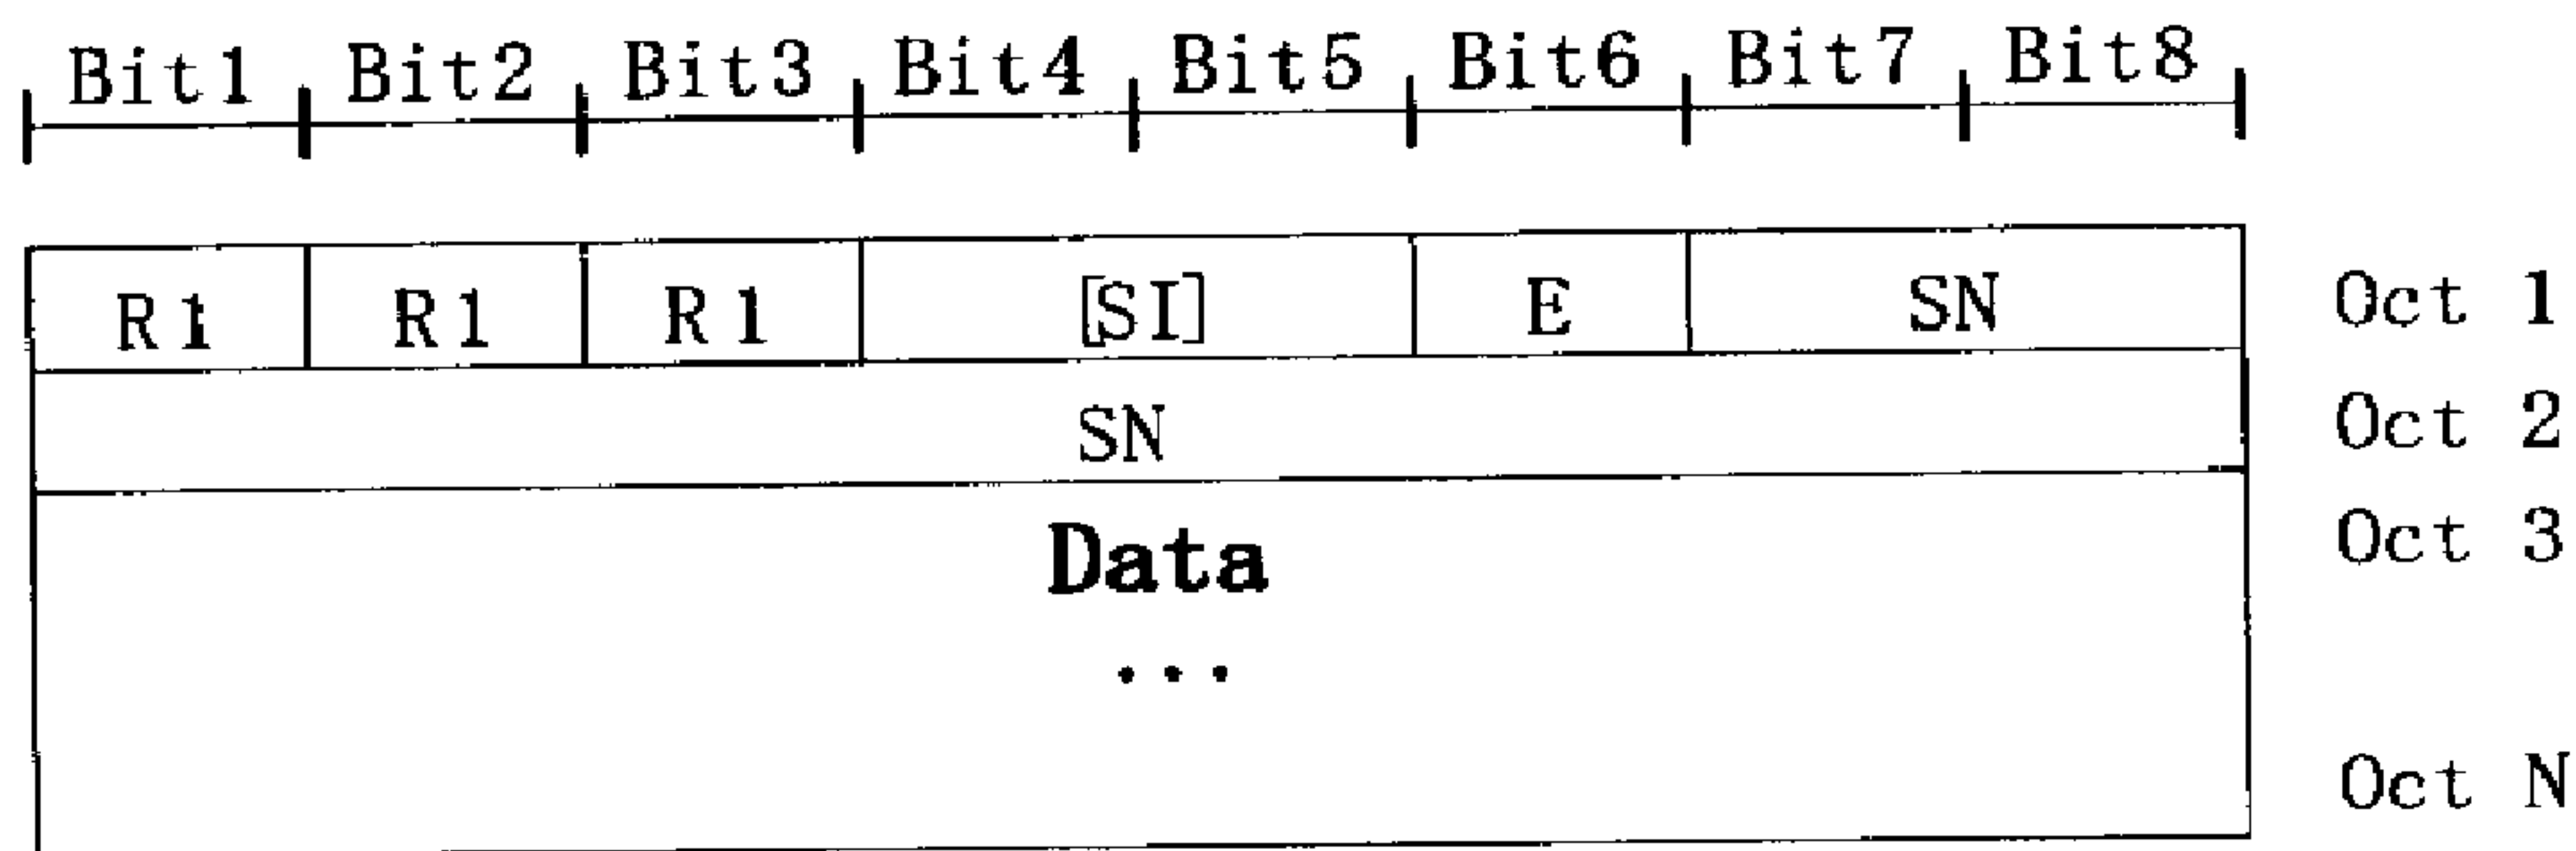 Bit1 Bit2 Bit3 Bit4 Bit5 Bit6 Bit7 Bit8
R1 R1 R1 [SI] E SN Oct 1
SN Oct 2
Data Oct 3
...
Oct N